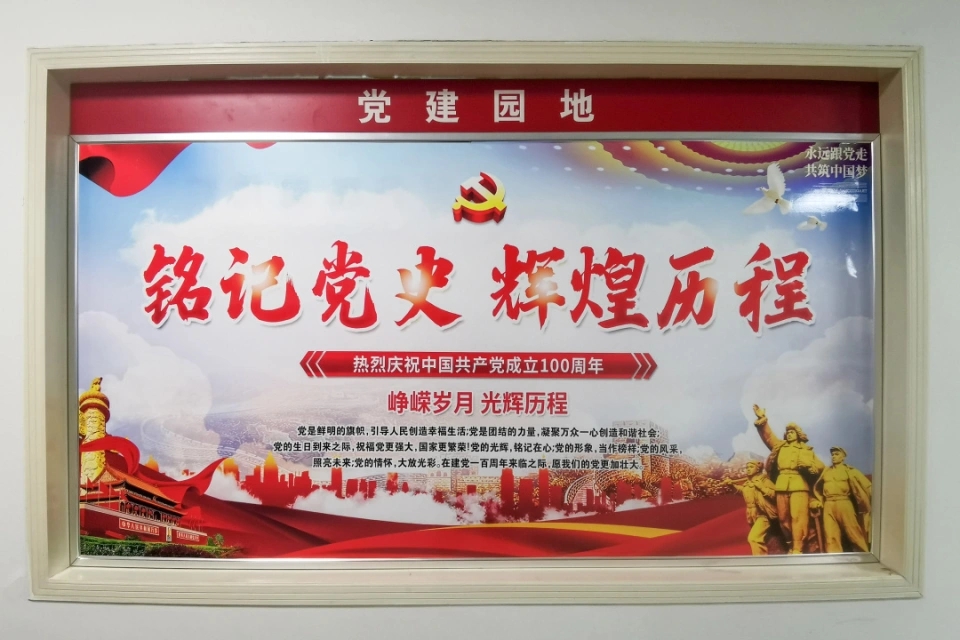 党建园地
永远跟党走
共筑中国梦
铭记党史 辉煌历程
热烈庆祝中国共产党成立100周年
峥嵘岁月 光辉历程
党是鲜明的旗帜,引导人民创造幸福生活;党是团结的力量,凝聚万众一心创造和谐社会;
党的生日到来之际,祝福党更强大,国家更繁荣!党的光辉,铭记在心;党的形象,当作榜样;党的风采,
照亮未来;党的情怀,大放光彩。在建党一百周年来临之际,愿我们的党更加壮大。